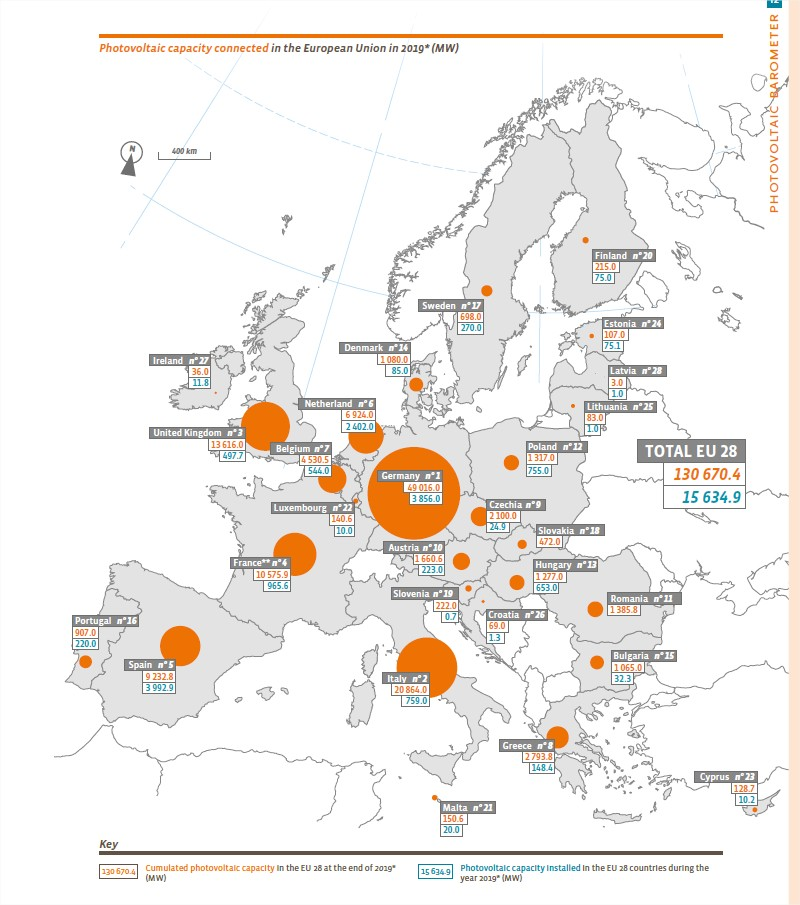 12
PHOTOVOLTAIC BAROMETER
Photovoltaic capacity connected in the European Union in 2019* (MW)
N
400 km
Finland n°20
215.0
75.0
Sweden n°17
698.0
270.0
Estonia n°24
107.0
75.1
Denmark n°14
1 080.0
85.0
Ireland n°27
36.0
11.8
Latvia n°28
3.0
1.0
Lithuania n°25
83.0
1.0
Netherland n°6
6 924.0
2 402.0
United Kingdom n°3
13 616.0
497.7
Belgium n°7
4 530.5
544.0
Poland n°12
1 317.0
755.0
TOTAL EU 28
130 670.4
15 634.9
Germany n°1
49 016.0
3 856.0
Luxembourg n°22
140.6
10.0
Czechia n°9
2 100.0
24.9
Slovakia n°18
472.0
Austria n°10
1 660.6
223.0
France** n°4
10 575.9
965.6
Hungary n°13
1 277.0
653.0
Slovenia n°19
222.0
0.7
Romania n°11
1 385.8
Croatia n°26
69.0
1.3
Portugal n°16
907.0
220.0
Spain n°5
9 232.8
3 992.9
Bulgaria n°15
1 065.0
32.3
Italy n°2
20 864.0
759.0
Greece n°8
2 793.8
148.4
Cyprus n°23
128.7
10.2
Malta n°21
150.6
20.0
Key
130 670.4
Cumulated photovoltaic capacity in the EU 28 at the end of 2019*
(MW)
15 634.9
Photovoltaic capacity installed in the EU 28 countries during the
year 2019* (MW)